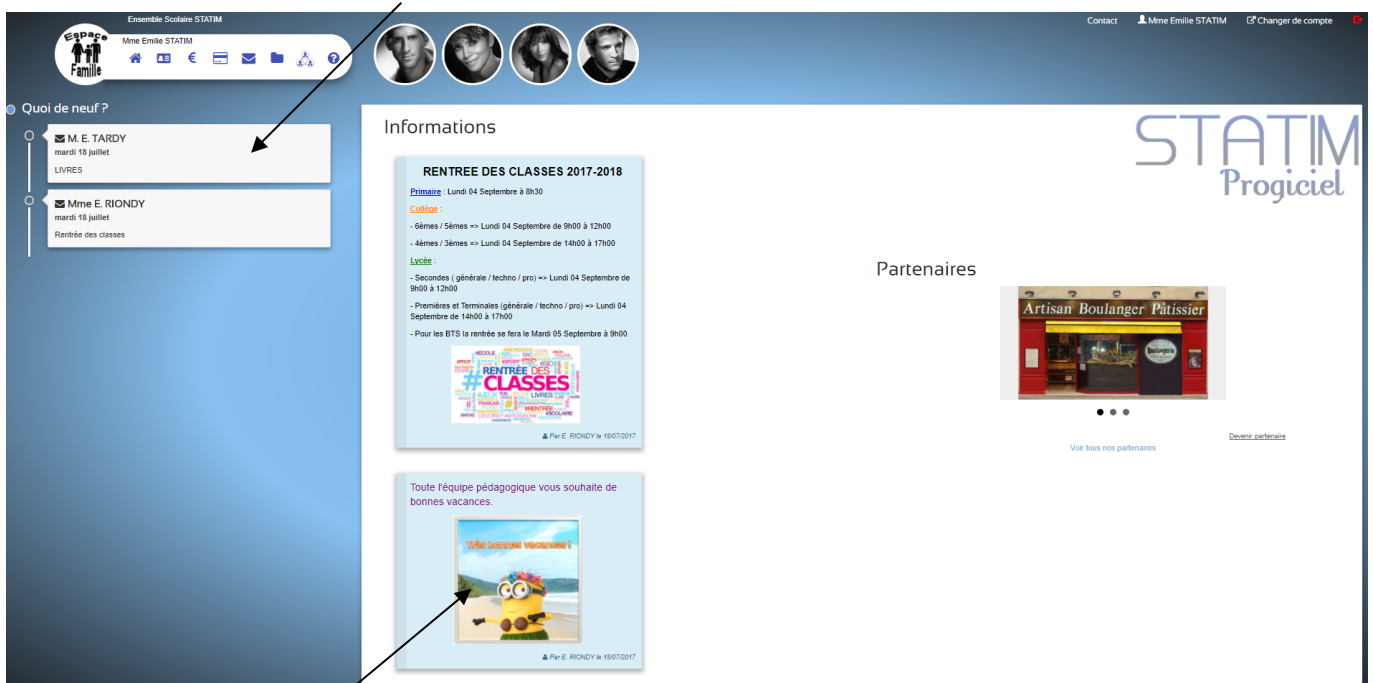 Ensemble Scolaire STATIM
Contact
Mme Emilie STATIM
Changer de compte
Espace
Famille
Mme Emilie STATIM
€
?
Quoi de neuf ?
M. E. TARDY
mardi 18 juillet
LIVRES
Mme E. RIONDY
mardi 18 juillet
Rentrée des classes
Informations
RENTREE DES CLASSES 2017-2018
Primaire : Lundi 04 Septembre à 8h30
Collège :
- 6èmes / 5èmes => Lundi 04 Septembre de 9h00 à 12h00
- 4èmes / 3èmes => Lundi 04 Septembre de 14h00 à 17h00
Lycée :
- Secondes ( générale / techno / pro) => Lundi 04 Septembre de
9h00 à 12h00
- Premières et Terminales (générale / techno / pro) => Lundi 04
Septembre de 14h00 à 17h00
- Pour les BTS la rentrée se fera le Mardi 05 Septembre à 9h00.
#ÉCOLE
RENTRÉE DES
#CLASSES
LIVRES
#RENTRÉE
Par E. RIONDY le 18/07/2017
Toute l'équipe pédagogique vous souhaite de
bonnes vacances.
Très bonnes vacances !
Par E. RIONDY le 18/07/2017
STATIM
Progiciel
Partenaires
Artisan Boulanger Pâtissier
Boulangerie
Devenir partenaire
Voir tous nos partenaires